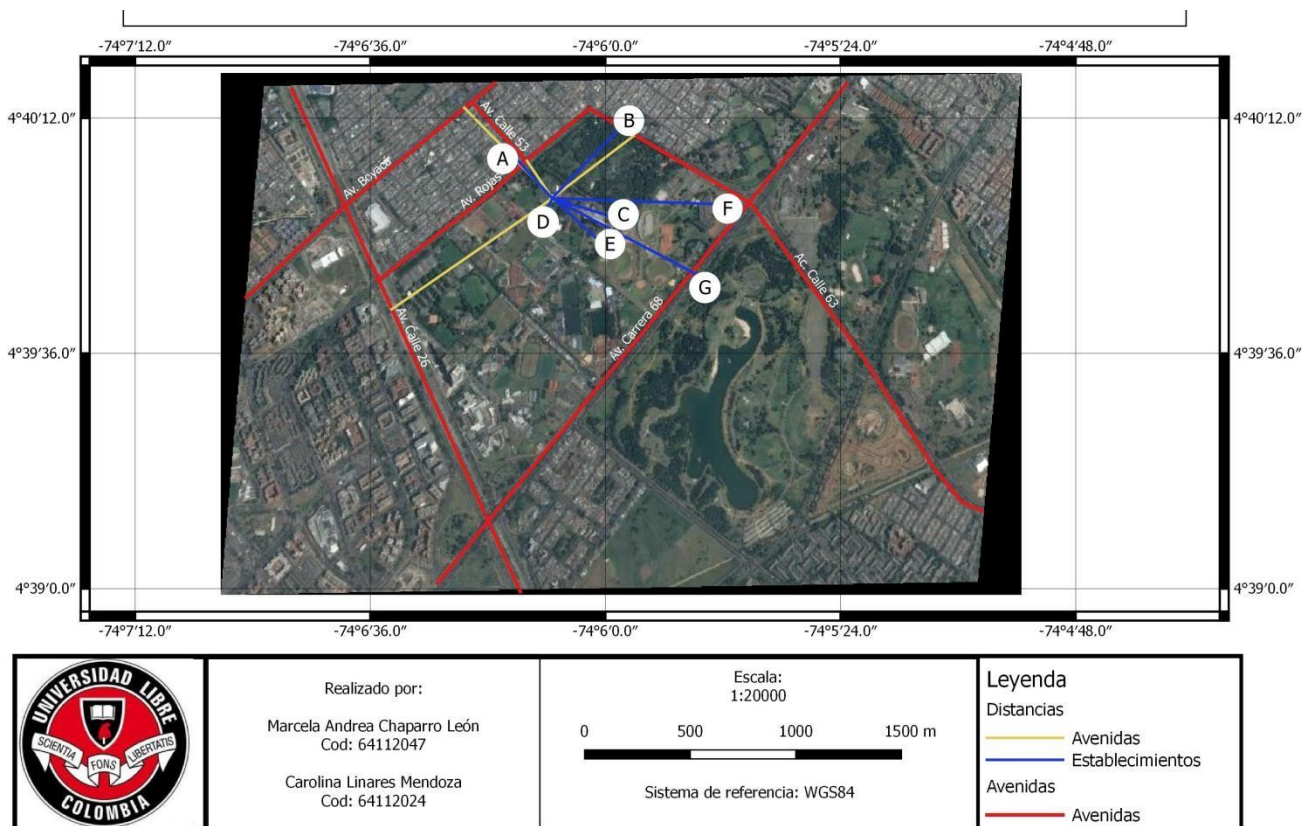 -74°7′12.0″ -74°6′36.0″ -74°6′0.0″ -74°5′24.0″ -74°4′48.0″
4°40′12.0″ 4°40′12.0″
B
Av. Calle 53
A
Av. Boyaca
Av. Rojas
D
C
F
E
G
Av. Calle 26
Av. Carrera 68
Ac. Calle 63
4°39′36.0″ 4°39′36.0″
4°39′0.0″ 4°39′0.0″
-74°7′12.0″ -74°6′36.0″ -74°6′0.0″ -74°5′24.0″ -74°4′48.0″
UNIVERSIDAD LIBRE
SCIENTIA FONS LIBERTATIS
COLOMBIA
Realizado por:
Marcela Andrea Chaparro León
Cod: 64112047
Carolina Linares Mendoza
Cod: 64112024
Escala:
1:20000
0 500 1000 1500 m
Sistema de referencia: WGS84
Leyenda
Distancias
Avenidas
Establecimientos
Avenidas
Avenidas